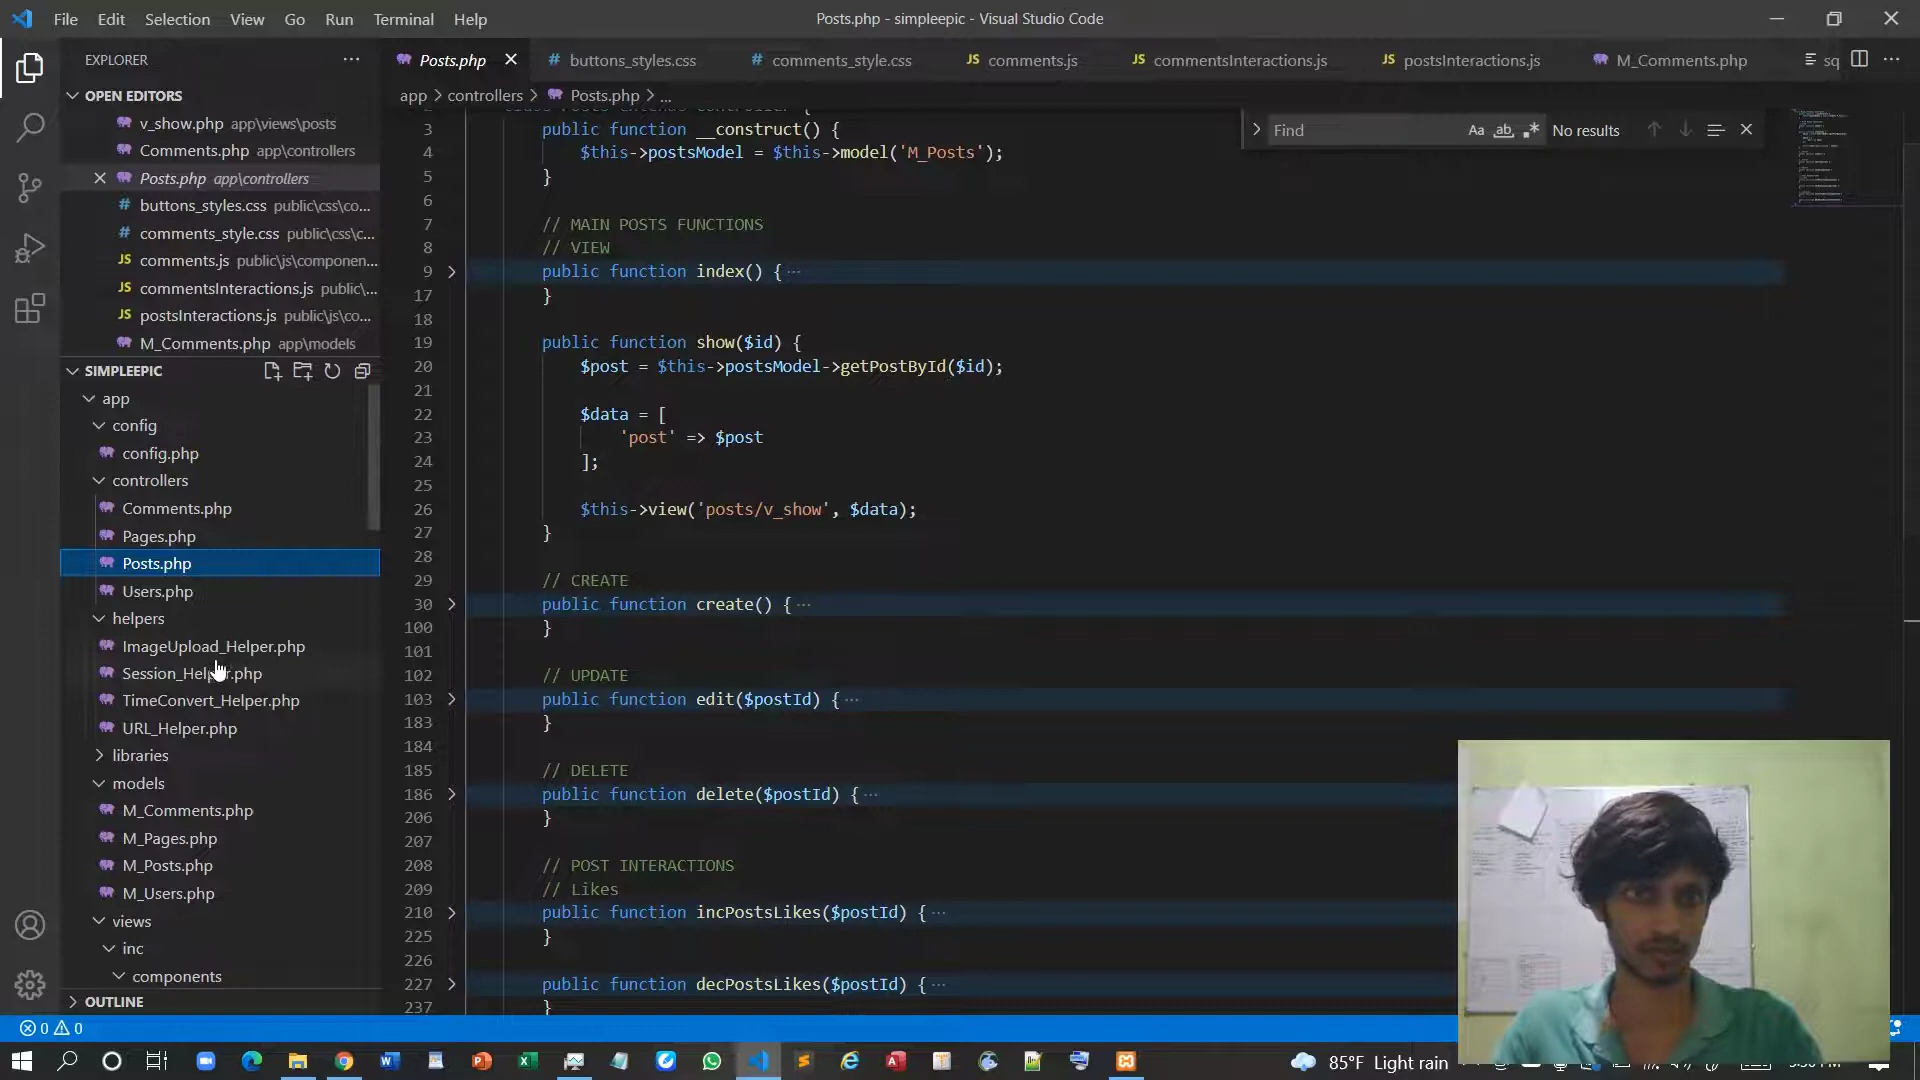 File Edit Selection View Go Run Terminal Help
Posts.php - simpleepic - Visual Studio Code
EXPLORER
OPEN EDITORS
v_show.php app\views\posts
Comments.php app\controllers
Posts.php app\controllers
buttons_styles.css public\css\co...
comments_style.css public\css\c...
comments.js public\js\componen...
commentsInteractions.js public\...
postsInteractions.js public\js\co...
M_Comments.php app\models
SIMPLEEPIC
app
config
config.php
controllers
Comments.php
Pages.php
Posts.php
Users.php
helpers
ImageUpload_Helper.php
Session_Helper.php
TimeConvert_Helper.php
URL_Helper.php
libraries
models
M_Comments.php
M_Pages.php
M_Posts.php
M_Users.php
views
inc
components
OUTLINE
Posts.php buttons_styles.css comments_style.css comments.js commentsInteractions.js postsInteractions.js M_Comments.php sq
app > controllers > Posts.php > ...
Find Aa ab No results
3 public function __construct() {
4 $this->postsModel = $this->model('M_Posts');
5 }
6
7 // MAIN POSTS FUNCTIONS
8 // VIEW
9 public function index() { ...
17 }
18
19 public function show($id) {
20 $post = $this->postsModel->getPostById($id);
21
22 $data = [
23 'post' => $post
24 ];
25
26 $this->view('posts/v_show', $data);
27 }
28
29 // CREATE
30 public function create() { ...
100 }
101
102 // UPDATE
103 public function edit($postId) { ...
183 }
184
185 // DELETE
186 public function delete($postId) { ...
206 }
207
208 // POST INTERACTIONS
209 // Likes
210 public function incPostsLikes($postId) { ...
225 }
226
227 public function decPostsLikes($postId) { ...
237 }
0 0
85°F Light rain